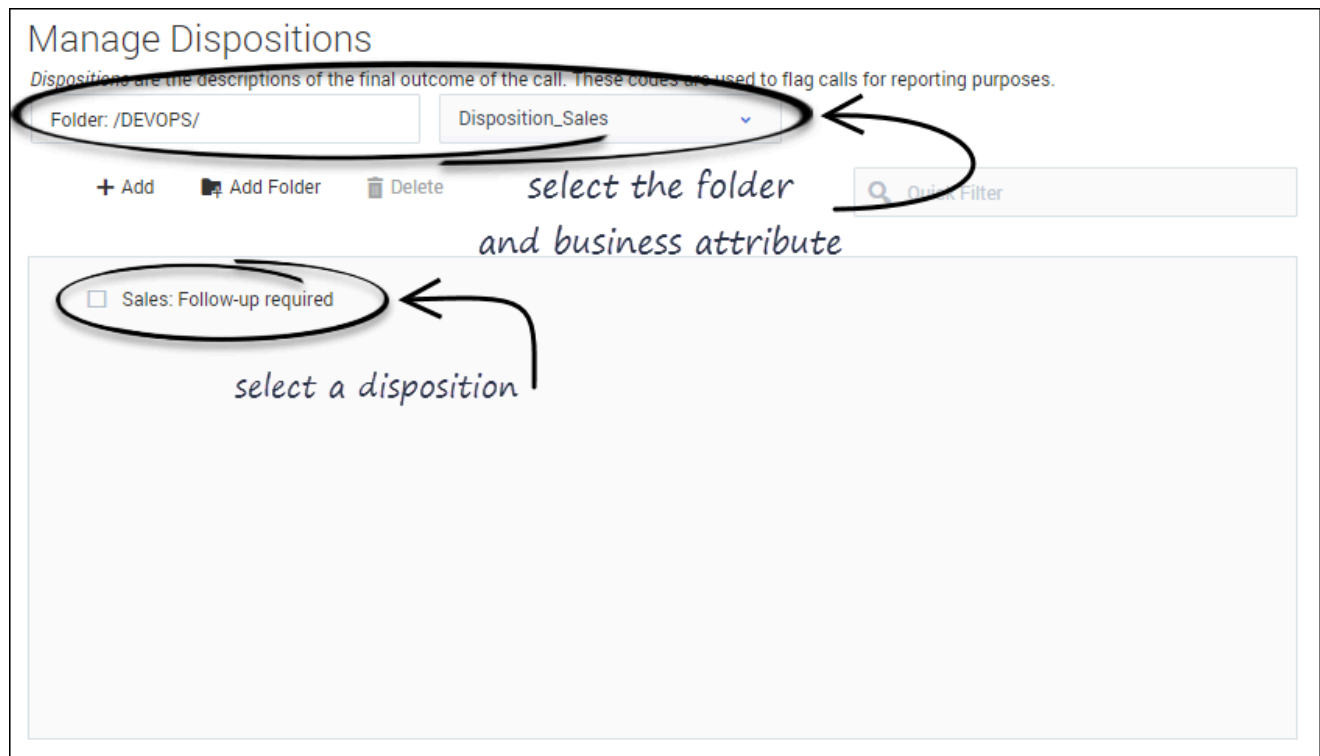 Manage Dispositions
Dispositions are the descriptions of the final outcome of the call. These codes are used to flag calls for reporting purposes.
Folder: /DEVOPS/ Disposition_Sales
+ Add Add Folder Delete Quick Filter
select the folder
and business attribute
Sales: Follow-up required
select a disposition